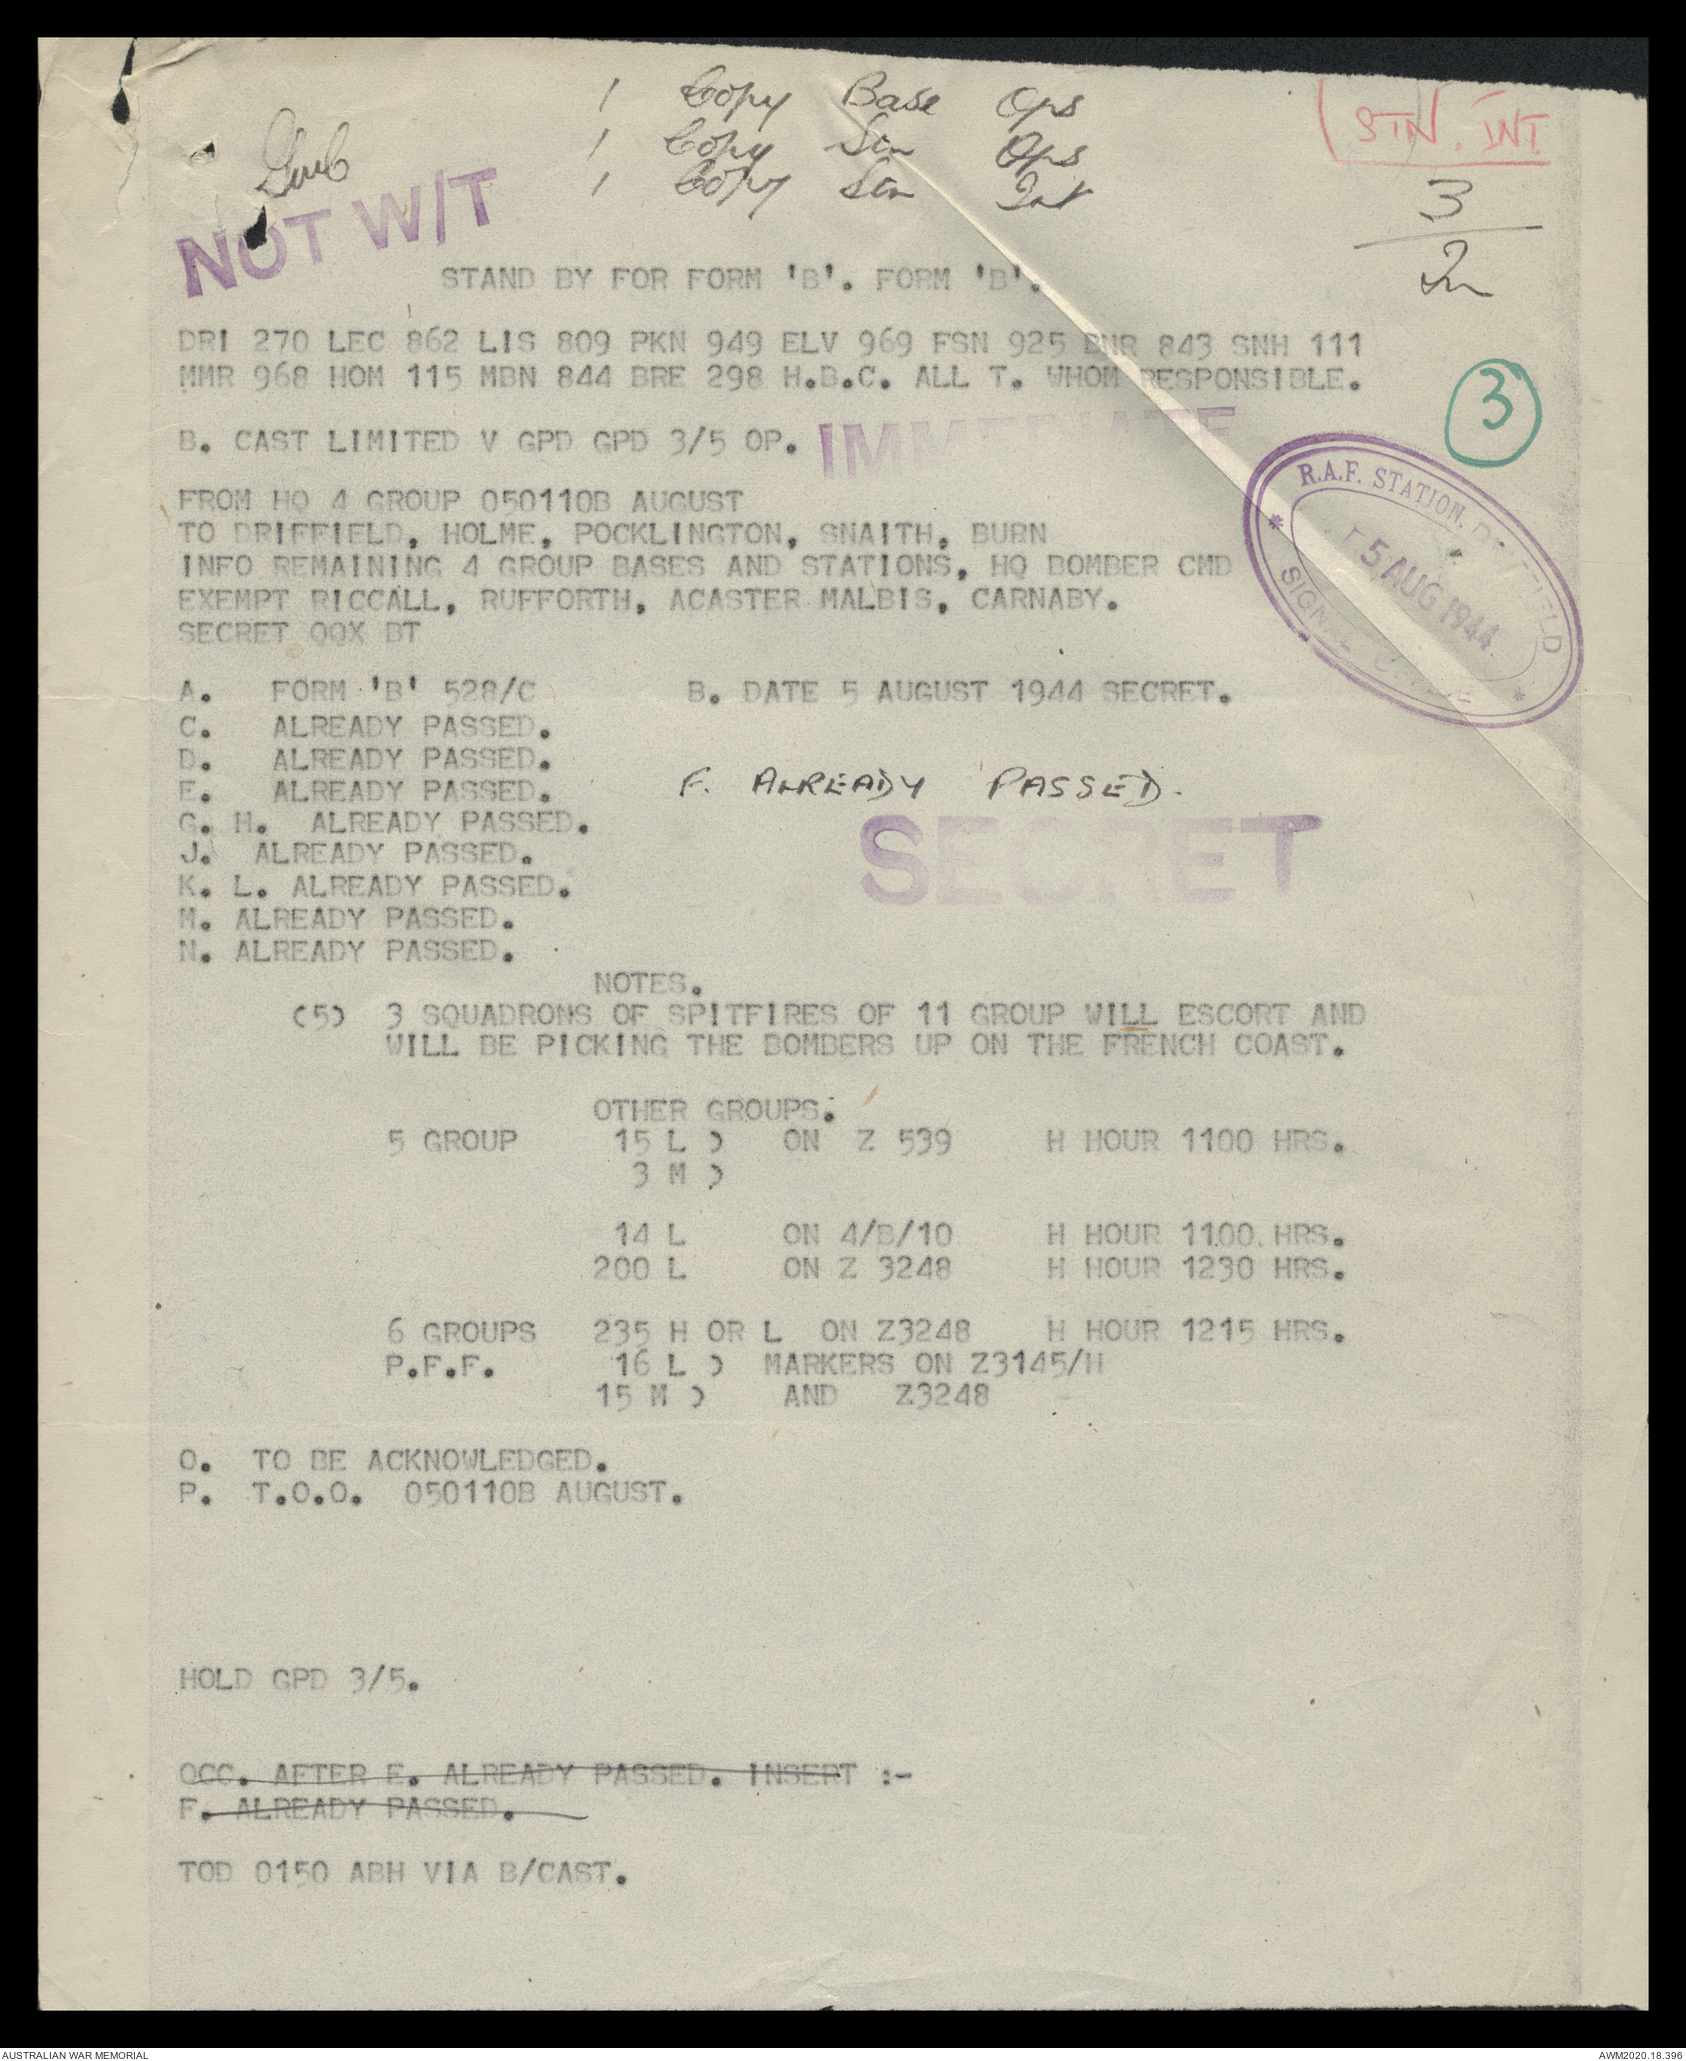 1 Copy Base Ops
1 Copy Stn Ops
1 Copy Stn Int
STN. INT
3
In
NOT W/T
STAND BY FOR FORM 'B'. FORM 'B'.
DRI 270 LEC 862 LIS 809 PKN 949 ELV 969 FSN 925 BNR 843 SNH 111
MMR 968 HOM 115 MBN 844 BRE 298 H.B.C. ALL T. WHOM RESPONSIBLE.
3
B. CAST LIMITED V GPD GPD 3/5 OP. IMMEDIATE
R.A.F. STATION, DRIFFIELD
5 AUG 1944
SIGNALS OFFICE
FROM HQ 4 GROUP 050110B AUGUST
TO DRIFFIELD, HOLME, POCKLINGTON, SNAITH, BURN
INFO REMAINING 4 GROUP BASES AND STATIONS, HQ BOMBER CMD
EXEMPT RICCALL, RUFFORTH, ACASTER MALBIS, CARNABY.
SECRET QQX BT
A. FORM 'B' 528/C B. DATE 5 AUGUST 1944 SECRET.
C. ALREADY PASSED.
D. ALREADY PASSED.
E. ALREADY PASSED. F. ALREADY PASSED.
G. H. ALREADY PASSED.
J. ALREADY PASSED.
SECRET
K. L. ALREADY PASSED.
M. ALREADY PASSED.
N. ALREADY PASSED.
NOTES.
(5) 3 SQUADRONS OF SPITFIRES OF 11 GROUP WILL ESCORT AND
WILL BE PICKING THE BOMBERS UP ON THE FRENCH COAST.
OTHER GROUPS.
5 GROUP 15 L ) ON Z 539 H HOUR 1100 HRS.
3 M )
14 L ON 4/B/10 H HOUR 1100. HRS.
200 L ON Z 3248 H HOUR 1230 HRS.
6 GROUPS 235 H OR L ON Z3248 H HOUR 1215 HRS.
P.F.F. 16 L ) MARKERS ON Z3145/H
15 M ) AND Z3248
O. TO BE ACKNOWLEDGED.
P. T.O.O. 050110B AUGUST.
HOLD GPD 3/5.
OCC. AFTER E. ALREADY PASSED. INSERT :-
F. ALREADY PASSED.
TOD 0150 ABH VIA B/CAST.
AUSTRALIAN WAR MEMORIAL
AWM2020.18.396